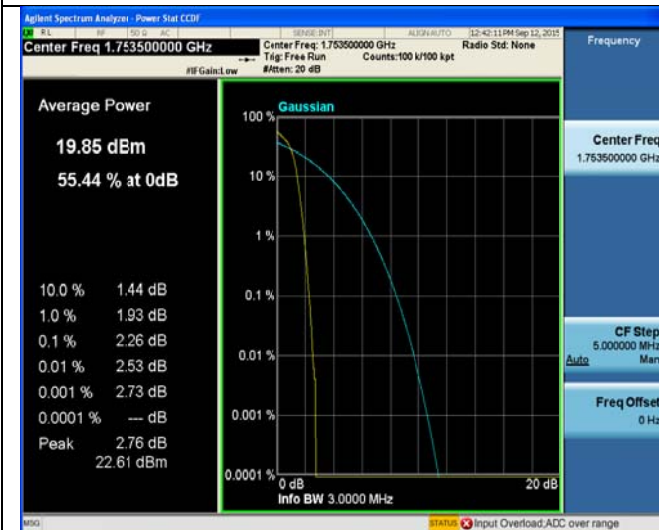 Agilent Spectrum Analyzer - Power Stat CCDF
RL RF 50 Ω AC SENSE:INT ALIGN AUTO 12:42:11 PM Sep 12, 2015
Center Freq 1.753500000 GHz
Center Freq: 1.753500000 GHz
Radio Std: None
Trig: Free Run Counts:100 k/100 kpt
#IFGain:Low
#Atten: 20 dB
Frequency
Average Power
19.85 dBm
55.44 % at 0dB
10.0 % 1.44 dB
1.0 % 1.93 dB
0.1 % 2.26 dB
0.01 % 2.53 dB
0.001 % 2.73 dB
0.0001 % --- dB
Peak 2.76 dB
22.61 dBm
Gaussian
100 %
10 %
1 %
0.1 %
0.01 %
0.001 %
0.0001 %
0 dB
20 dB
Info BW 3.0000 MHz
Center Freq
1.753500000 GHz
CF Step
5.000000 MHz
Auto Man
Freq Offset
0 Hz
MSG
STATUS Input Overload;ADC over range